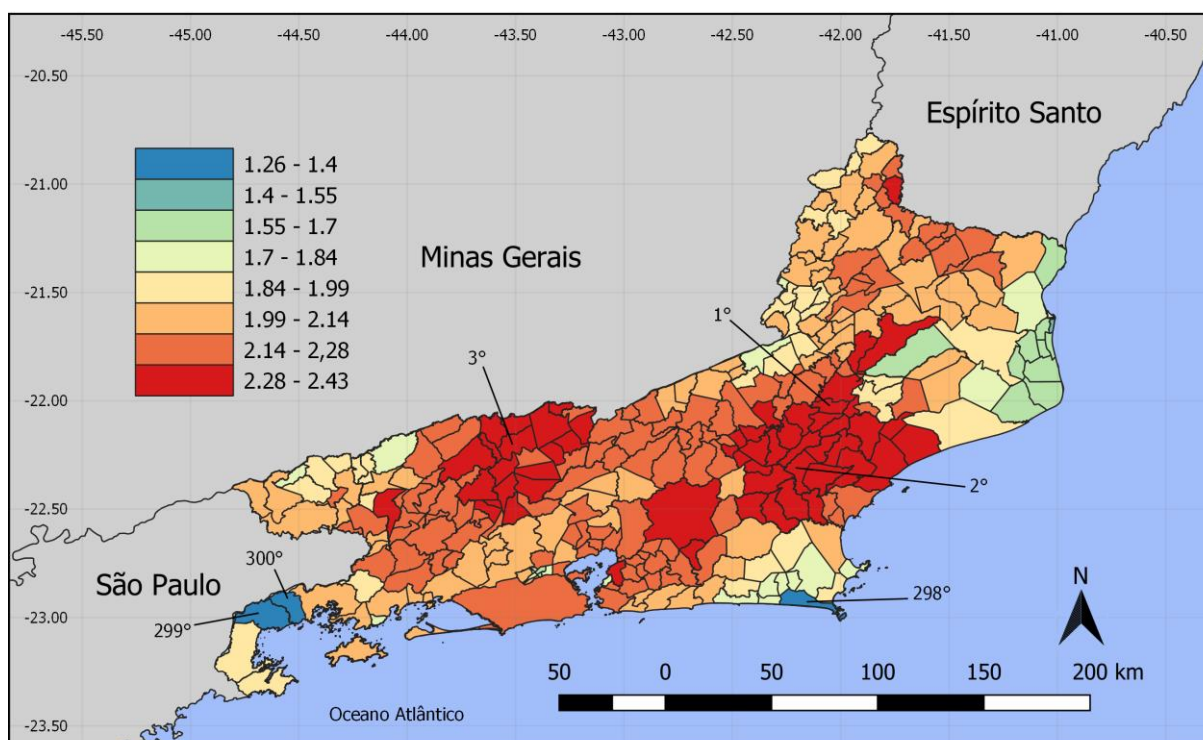 -45.50 -45.00 -44.50 -44.00 -43.50 -43.00 -42.50 -42.00 -41.50 -41.00 -40.50
-20.50
Espírito Santo
1.26 - 1.4
-21.00
1.4 - 1.55
1.55 - 1.7
1.7 - 1.84
Minas Gerais
1.84 - 1.99
-21.50
1.99 - 2.14
1°
2.14 - 2,28
3°
2.28 - 2.43
-22.00
2°
-22.50
300°
São Paulo
298°
N
299°
-23.00
50 0 50 100 150 200 km
Oceano Atlântico
-23.50